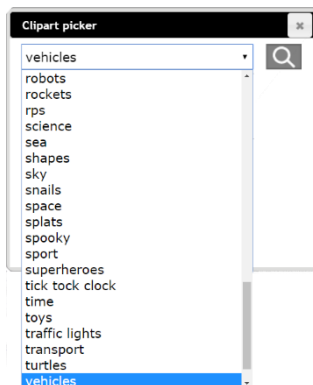 Clipart picker
vehicles
robots
rockets
rps
science
sea
shapes
sky
snails
space
splats
spooky
sport
superheroes
tick tock clock
time
toys
traffic lights
transport
turtles
vehicles